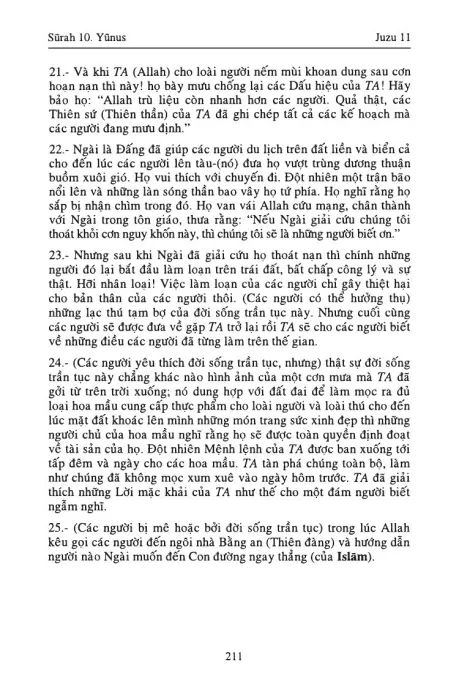 Sūrah 10. Yūnus Juzu 11
21.- Và khi TA (Allah) cho loài người nếm mùi khoan dung sau cơn
hoạn nạn thì này! họ bày mưu chống lại các Dấu hiệu của TA! Hãy
bảo họ: “Allah trù liệu còn nhanh hơn các người. Quả thật, các
Thiên sứ (Thiên thần) của TA đã ghi chép tất cả các kế hoạch mà
các người đang mưu định.”
22.- Ngài là Đấng đã giúp các người du lịch trên đất liền và biển cả
cho đến lúc các người lên tàu-(nó) đưa họ vượt trùng dương thuận
buồm xuôi gió. Họ vui thích với chuyến đi. Đột nhiên một trận bão
nổi lên và những làn sóng thần bao vây họ tứ phía. Họ nghĩ rằng họ
sắp bị nhận chìm trong đó. Họ van vái Allah cứu mạng, chân thành
với Ngài trong tôn giáo, thưa rằng: “Nếu Ngài giải cứu chúng tôi
thoát khỏi cơn nguy khốn này, thì chúng tôi sẽ là những người biết ơn.”
23.- Nhưng sau khi Ngài đã giải cứu họ thoát nạn thì chính những
người đó lại bắt đầu làm loạn trên trái đất, bất chấp công lý và sự
thật. Hỡi nhân loại! Việc làm loạn của các người chỉ gây thiệt hại
cho bản thân của các người thôi. (Các người có thể hưởng thụ)
những lạc thú tạm bợ của đời sống trần tục này. Nhưng cuối cùng
các người sẽ được đưa về gặp TA trở lại rồi TA sẽ cho các người biết
về những điều các người đã từng làm trên thế gian.
24.- (Các người yêu thích đời sống trần tục, nhưng) thật sự đời sống
trần tục này chẳng khác nào hình ảnh của một cơn mưa mà TA đã
gởi từ trên trời xuống; nó dung hợp với đất đai để làm mọc ra đủ
loại hoa mầu cung cấp thực phẩm cho loài người và loài thú cho đến
lúc mặt đất khoác lên mình những món trang sức xinh đẹp thì những
người chủ của hoa mầu nghĩ rằng họ sẽ được toàn quyền định đoạt
về tài sản của họ. Đột nhiên Mệnh lệnh của TA được ban xuống tới
tấp đêm và ngày cho các hoa mầu. TA tàn phá chúng toàn bộ, làm
như chúng đã không mọc sum xuê vào ngày hôm trước. TA đã giải
thích những Lời mặc khải của TA như thế cho một đám người biết
ngẫm nghĩ.
25.- (Các người bị mê hoặc bởi đời sống trần tục) trong lúc Allah
kêu gọi các người đến ngôi nhà Bằng an (Thiên đàng) và hướng dẫn
người nào Ngài muốn đến Con đường ngay thẳng (của Islām).
211